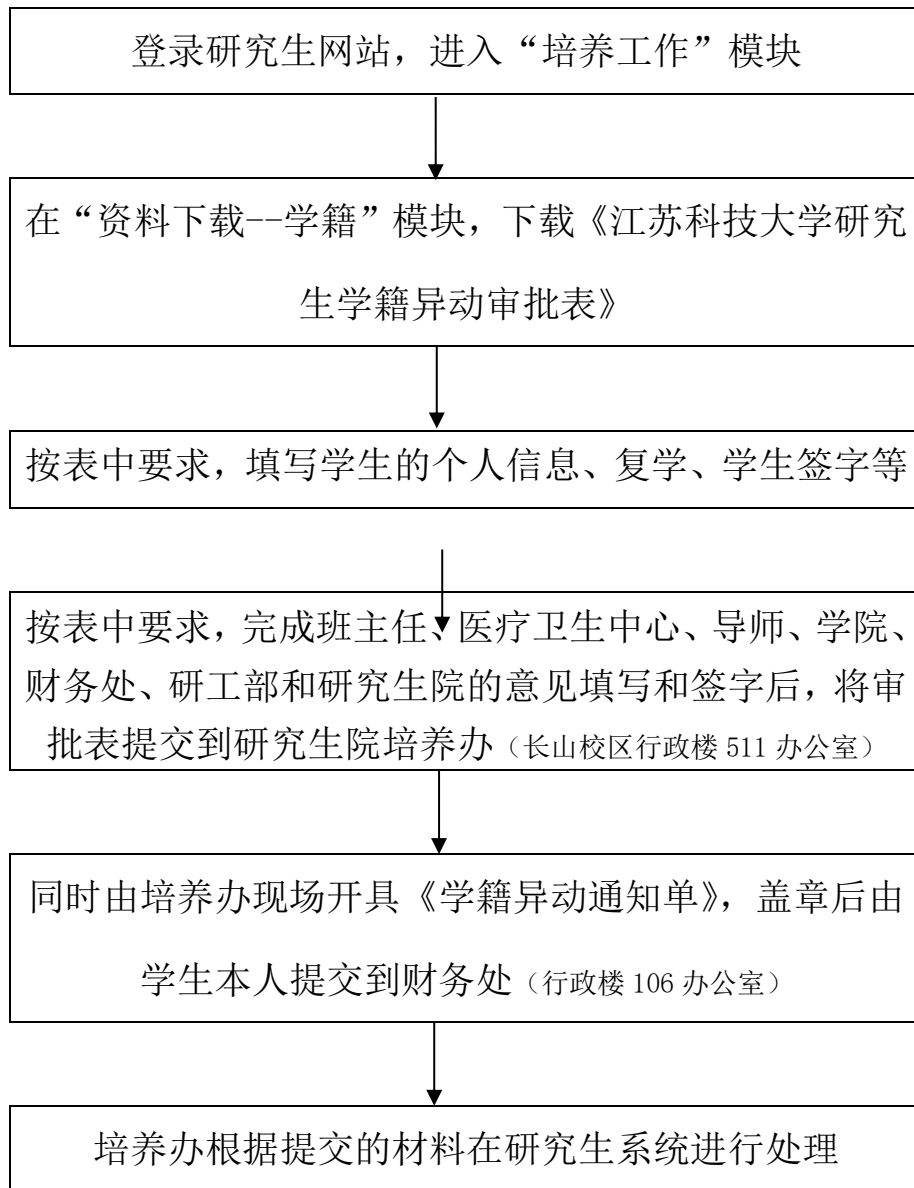 登录研究生网站，进入“培养工作”模块
在“资料下载--学籍”模块，下载《江苏科技大学研究
生学籍异动审批表》
按表中要求，填写学生的个人信息、复学、学生签字等
按表中要求，完成班主任、医疗卫生中心、导师、学院、
财务处、研工部和研究生院的意见填写和签字后，将审
批表提交到研究生院培养办（长山校区行政楼 511 办公室）
同时由培养办现场开具《学籍异动通知单》，盖章后由
学生本人提交到财务处（行政楼 106 办公室）
培养办根据提交的材料在研究生系统进行处理